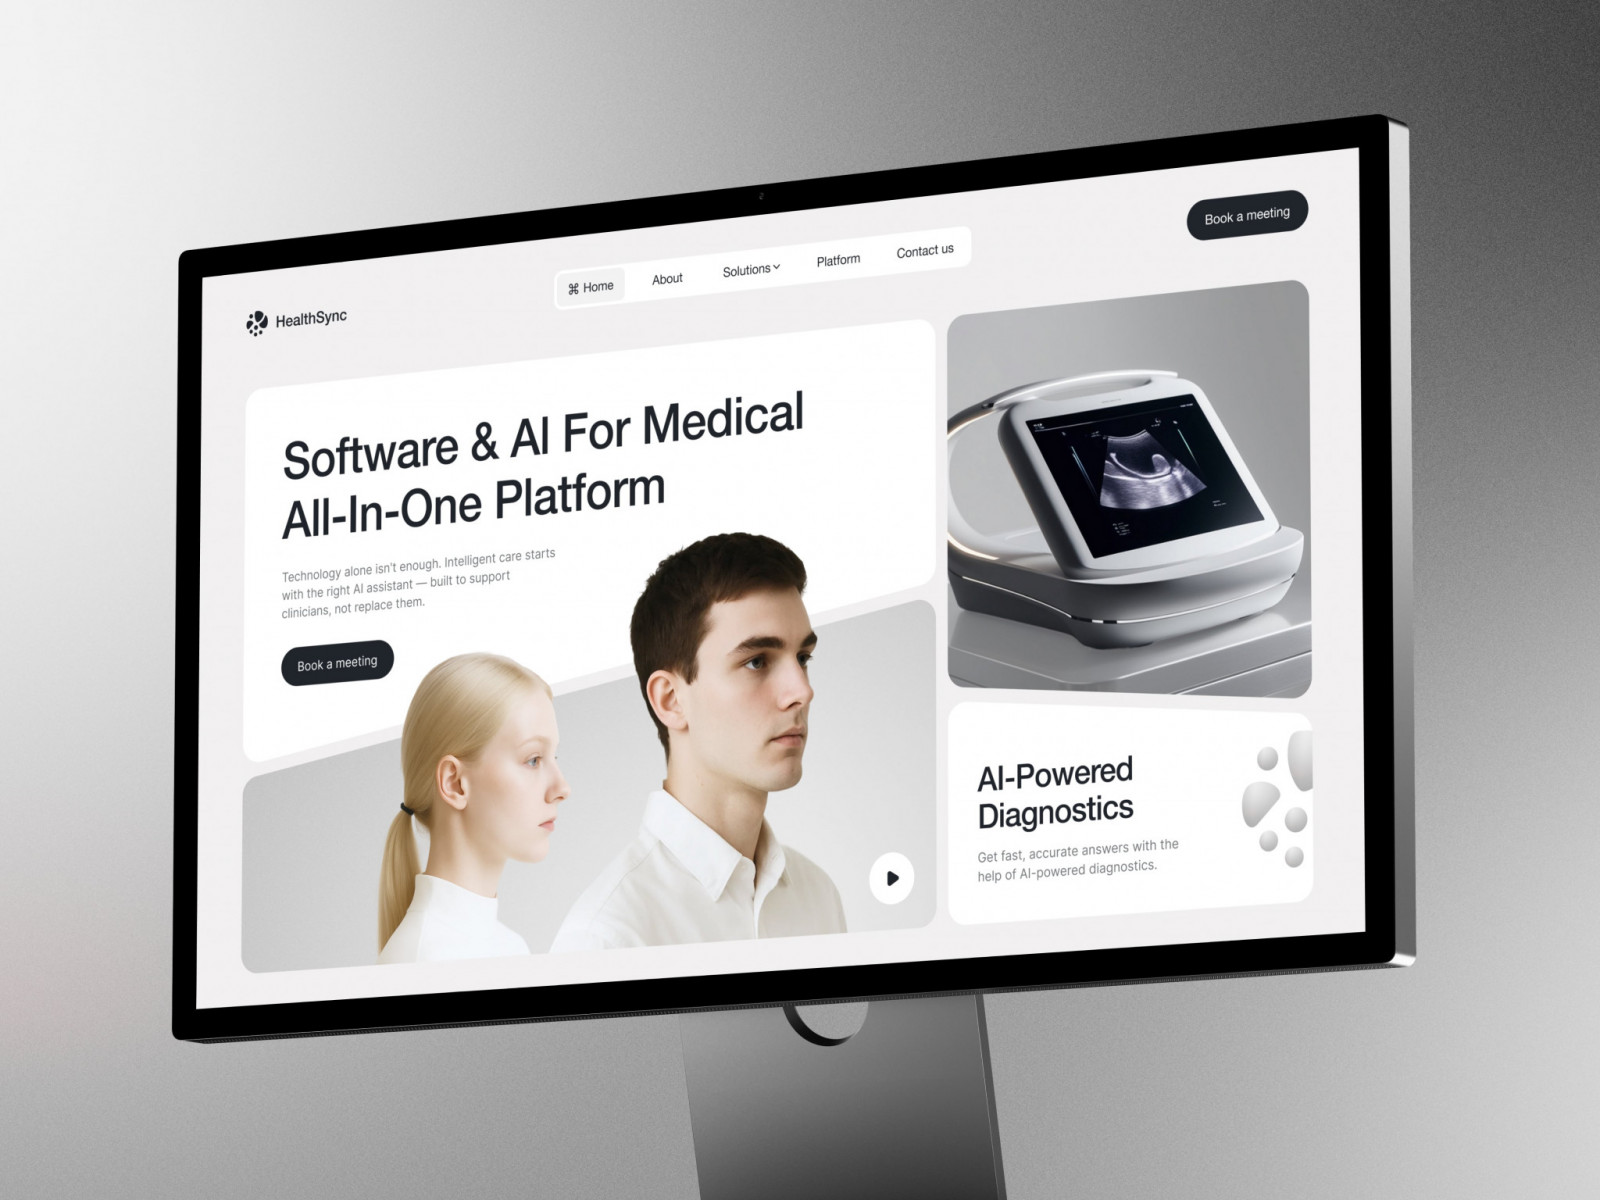 HealthSync
⌘ Home
About
Solutions
Platform
Contact us
Book a meeting
Software & AI For Medical
All-In-One Platform
Technology alone isn't enough. Intelligent care starts
with the right AI assistant — built to support
clinicians, not replace them.
Book a meeting
AI-Powered
Diagnostics
Get fast, accurate answers with the
help of AI-powered diagnostics.